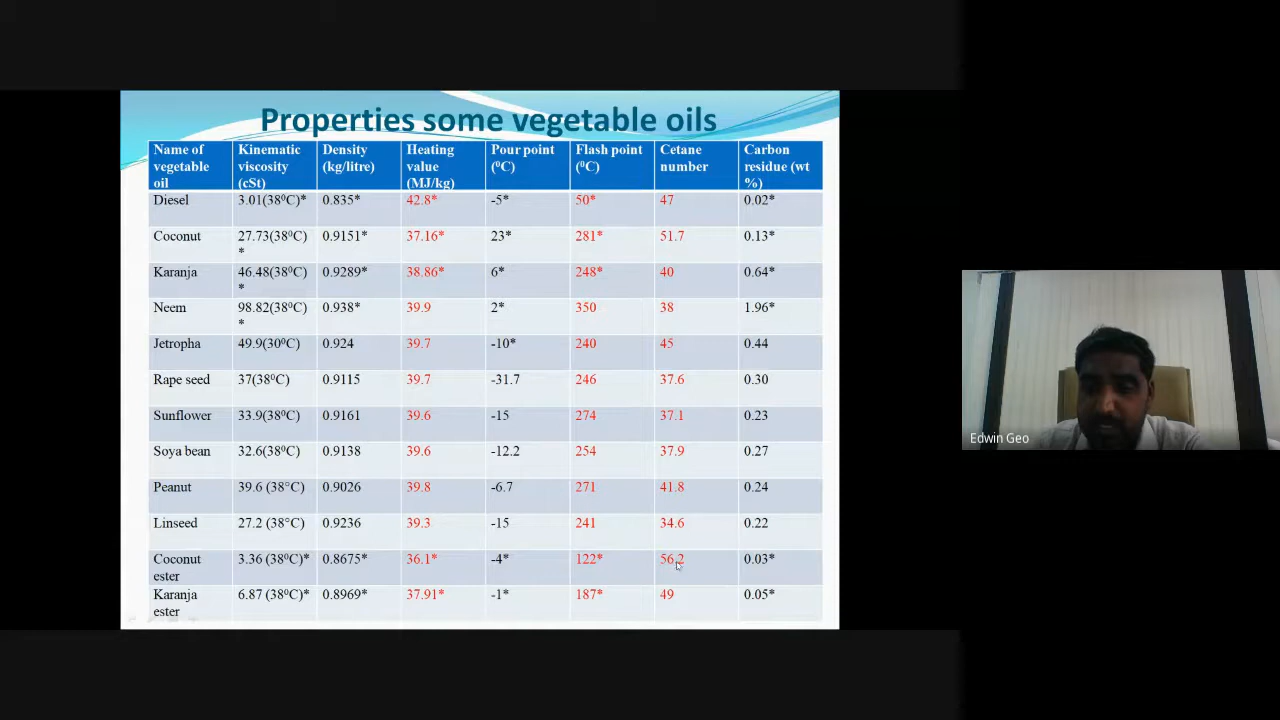 Properties some vegetable oils
Name of vegetable oil Kinematic viscosity (cSt) Density (kg/litre) Heating value (MJ/kg) Pour point (⁰C) Flash point (⁰C) Cetane number Carbon residue (wt %)
Diesel 3.01(38⁰C)* 0.835* 42.8* -5* 50* 47 0.02*
Coconut 27.73(38⁰C)* 0.9151* 37.16* 23* 281* 51.7 0.13*
Karanja 46.48(38⁰C)* 0.9289* 38.86* 6* 248* 40 0.64*
Neem 98.82(38⁰C)* 0.938* 39.9 2* 350 38 1.96*
Jetropha 49.9(30⁰C) 0.924 39.7 -10* 240 45 0.44
Rape seed 37(38⁰C) 0.9115 39.7 -31.7 246 37.6 0.30
Sunflower 33.9(38⁰C) 0.9161 39.6 -15 274 37.1 0.23
Soya bean 32.6(38⁰C) 0.9138 39.6 -12.2 254 37.9 0.27
Peanut 39.6 (38°C) 0.9026 39.8 -6.7 271 41.8 0.24
Linseed 27.2 (38°C) 0.9236 39.3 -15 241 34.6 0.22
Coconut ester 3.36 (38⁰C)* 0.8675* 36.1* -4* 122* 56.2 0.03*
Karanja ester 6.87 (38⁰C)* 0.8969* 37.91* -1* 187* 49 0.05*
Edwin Geo